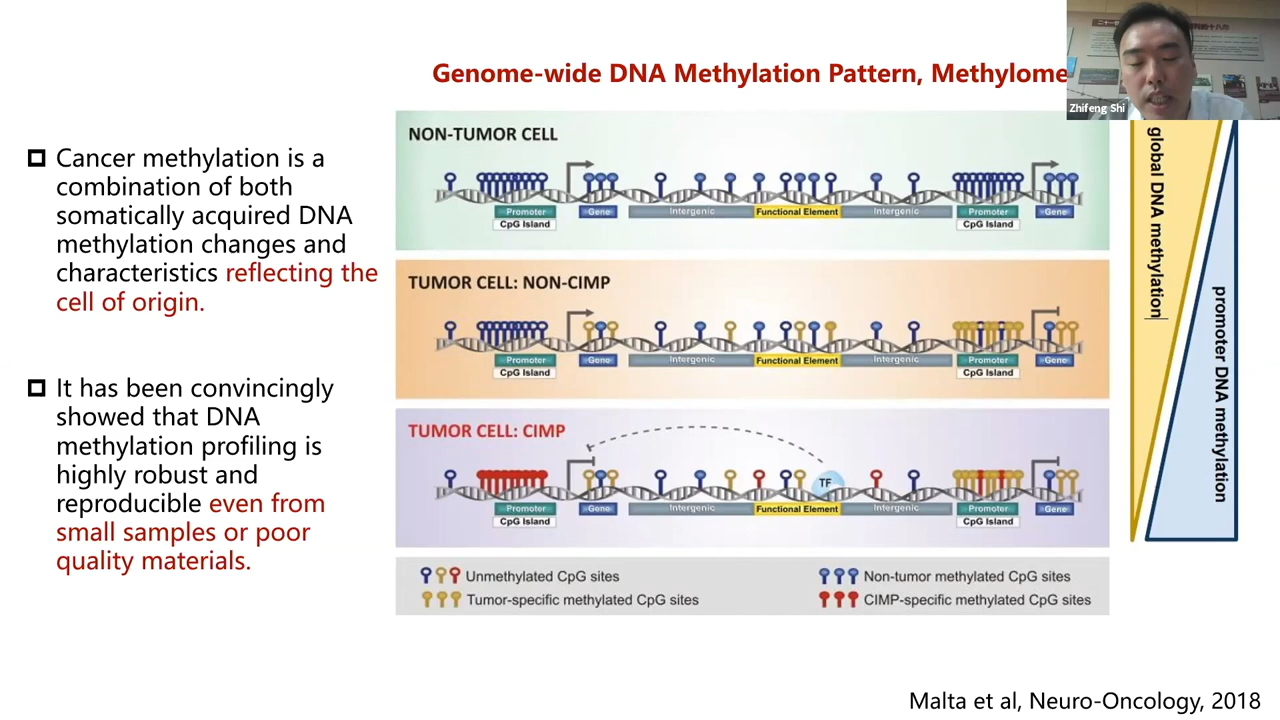 Genome-wide DNA Methylation Pattern, Methylome
Zhifeng Shi
Cancer methylation is a
combination of both
somatically acquired DNA
methylation changes and
characteristics reflecting the
cell of origin.
It has been convincingly
showed that DNA
methylation profiling is
highly robust and
reproducible even from
small samples or poor
quality materials.
NON-TUMOR CELL
Promoter Gene Intergenic Functional Element Intergenic Promoter Gene
CpG Island CpG Island
TUMOR CELL: NON-CIMP
Promoter Gene Intergenic Functional Element Intergenic Promoter Gene
CpG Island CpG Island
TUMOR CELL: CIMP
TF
Promoter Gene Intergenic Functional Element Intergenic Promoter Gene
CpG Island CpG Island
Unmethylated CpG sites
Non-tumor methylated CpG sites
Tumor-specific methylated CpG sites
CIMP-specific methylated CpG sites
global DNA methylation
promoter DNA methylation
Malta et al, Neuro-Oncology, 2018